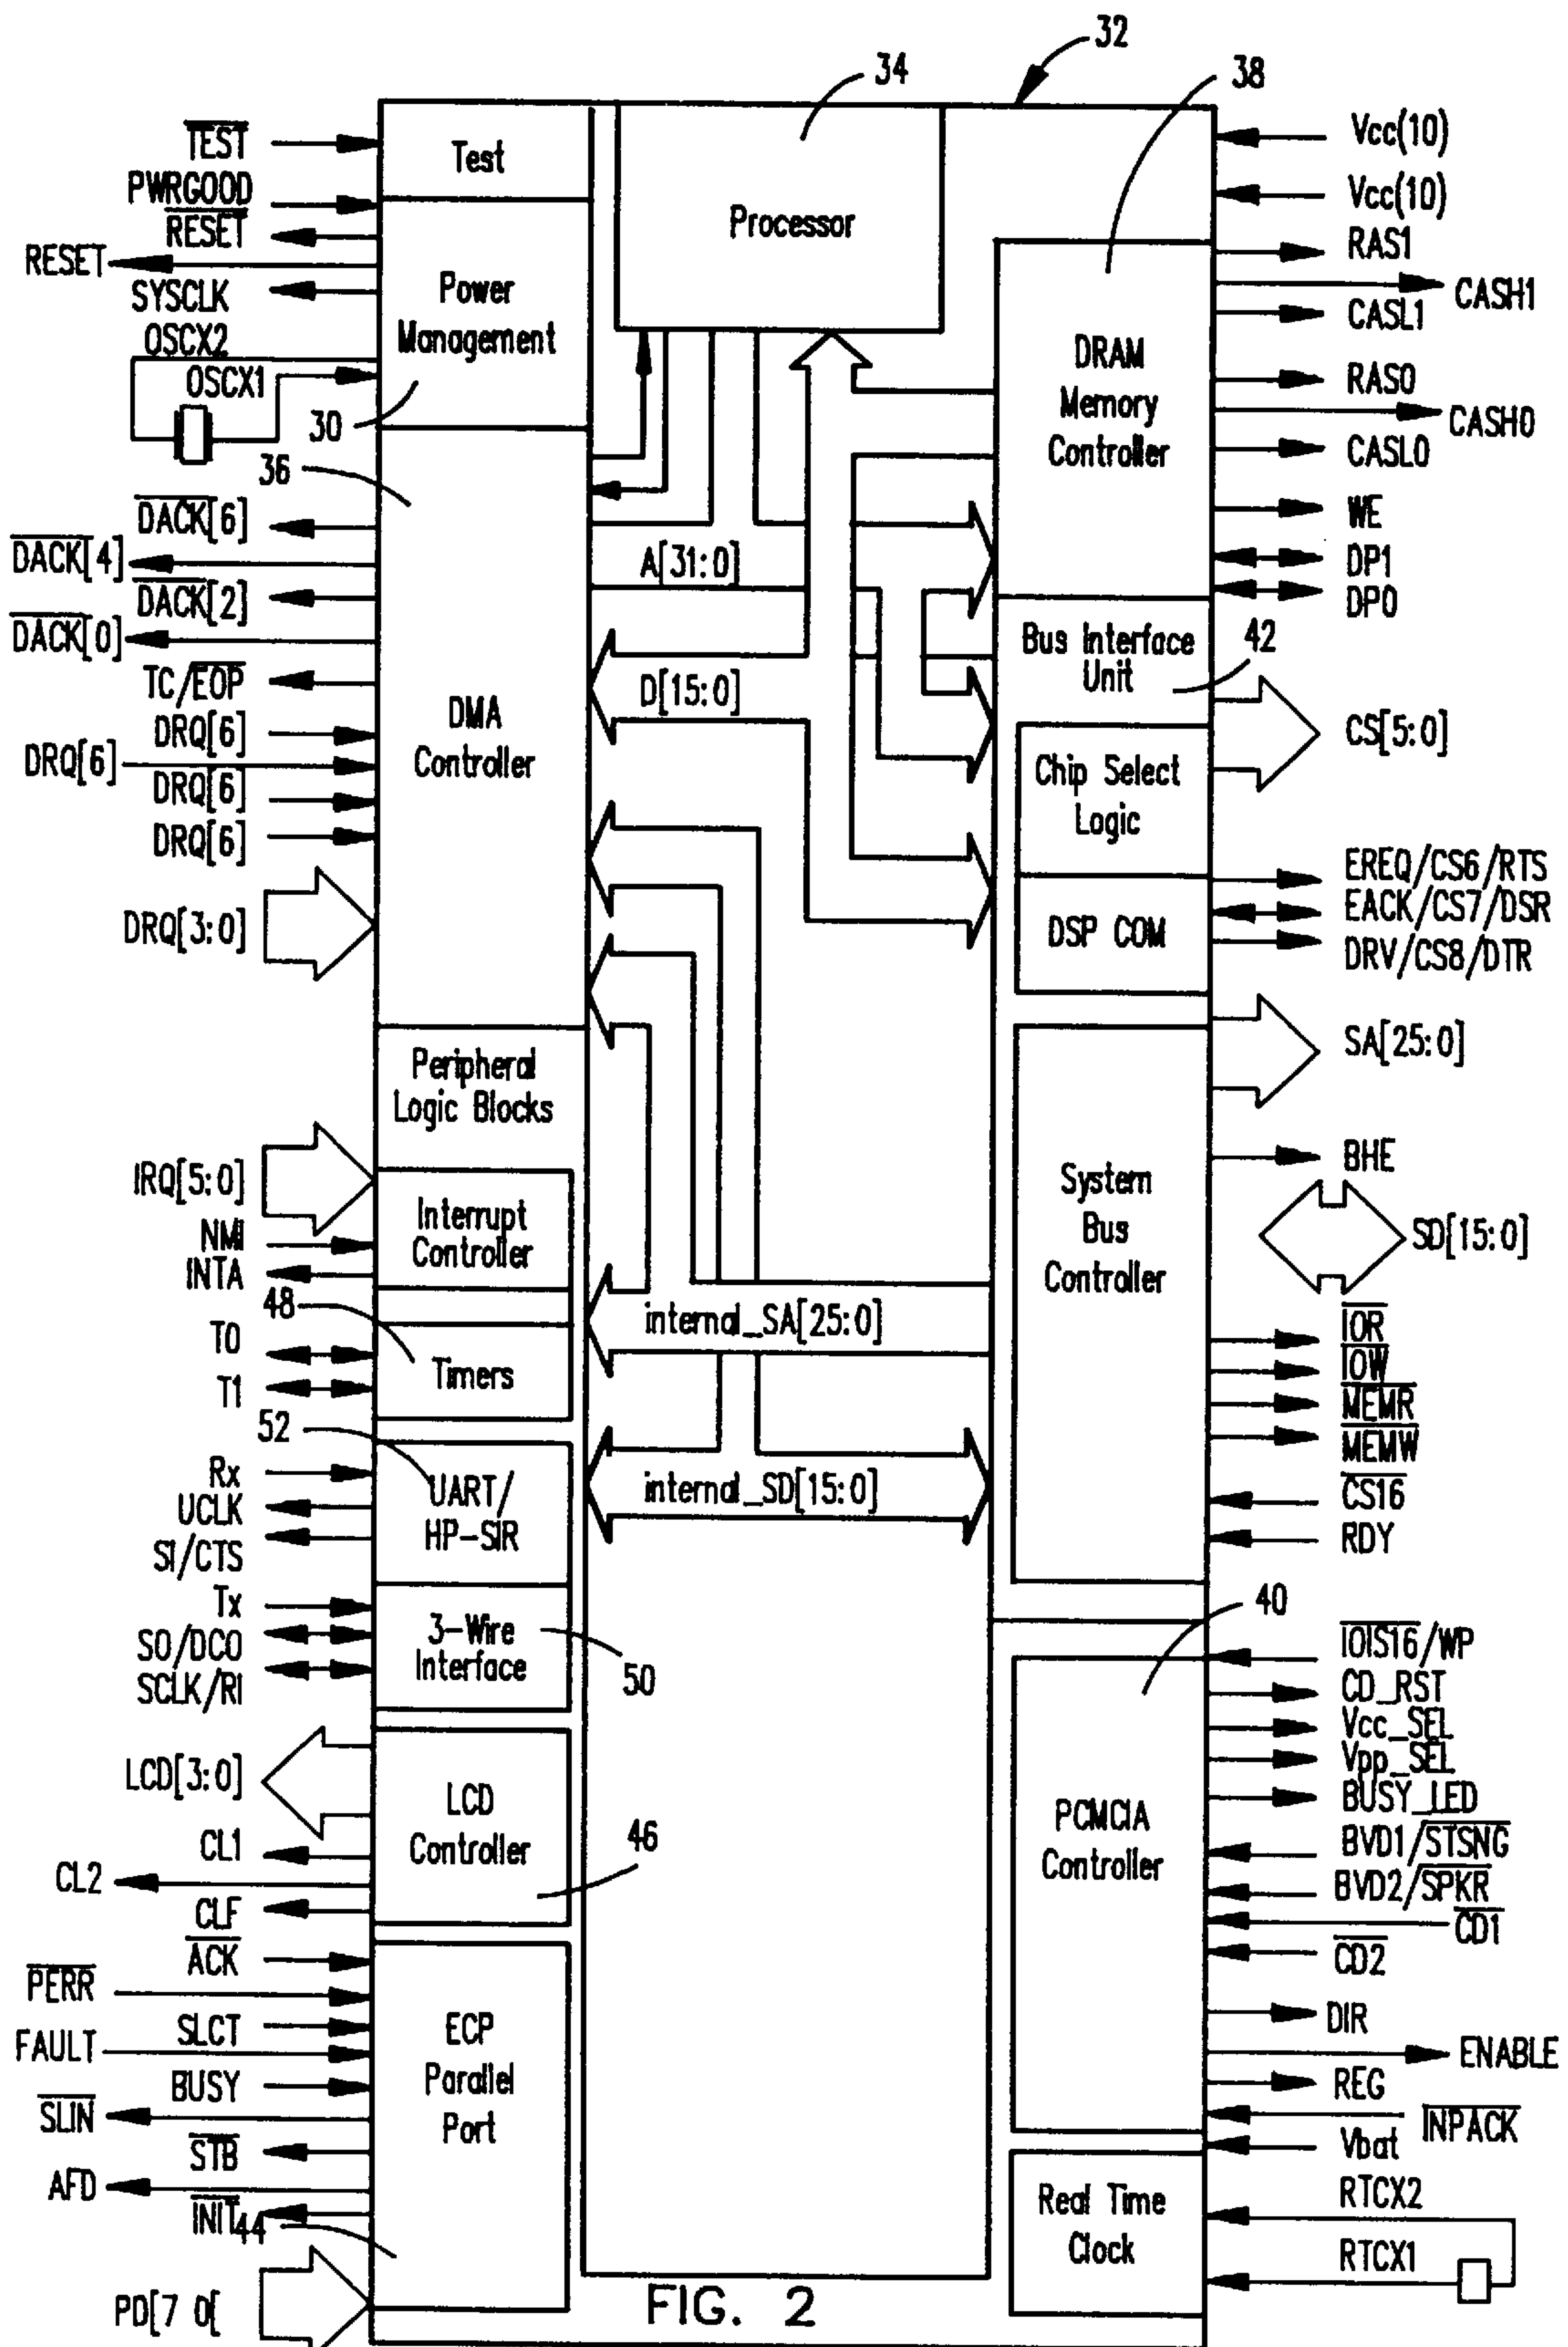 32
34
38
TEST
PWRGOOD
RESET
RESET
SYSCLK
OSCX2
OSCX1
30
36
DACK[6]
DACK[4]
DACK[2]
DACK[0]
TC/EOP
DRQ[6]
DRQ[6]
DRQ[6]
DRQ[6]
DRQ[3:0]
IRQ[5:0]
NMI
INTA
48
T0
T1
52
Rx
UCLK
SI/CTS
Tx
SO/DCO
SCLK/RI
LCD[3:0]
CL1
CL2
CLF
ACK
PERR
SLCT
FAULT
BUSY
SLIN
STB
AFD
INIT
44
PD[7 0[
Test
Power
Management
DMA
Controller
Peripheral
Logic Blocks
Interrupt
Controller
Timers
UART/
HP-SIR
3-Wire
Interface
50
LCD
Controller
46
ECP
Parallel
Port
Processor
A[31:0]
D[15:0]
internal_SA[25:0]
internal_SD[15:0]
DRAM
Memory
Controller
Bus Interface
Unit
42
Chip Select
Logic
DSP COM
System
Bus
Controller
40
PCMCIA
Controller
Real Time
Clock
Vcc(10)
Vcc(10)
RAS1
CASH1
CASL1
RAS0
CASH0
CASL0
WE
DP1
DP0
CS[5:0]
EREQ/CS6/RTS
EACK/CS7/DSR
DRV/CS8/DTR
SA[25:0]
BHE
SD[15:0]
IOR
IOW
MEMR
MEMW
CS16
RDY
IOIS16/WP
CD_RST
Vcc_SEL
Vpp_SEL
BUSY_LED
BVD1/STSNG
BVD2/SPKR
CD1
CD2
DIR
ENABLE
REG
INPACK
Vbat
RTCX2
RTCX1
FIG. 2